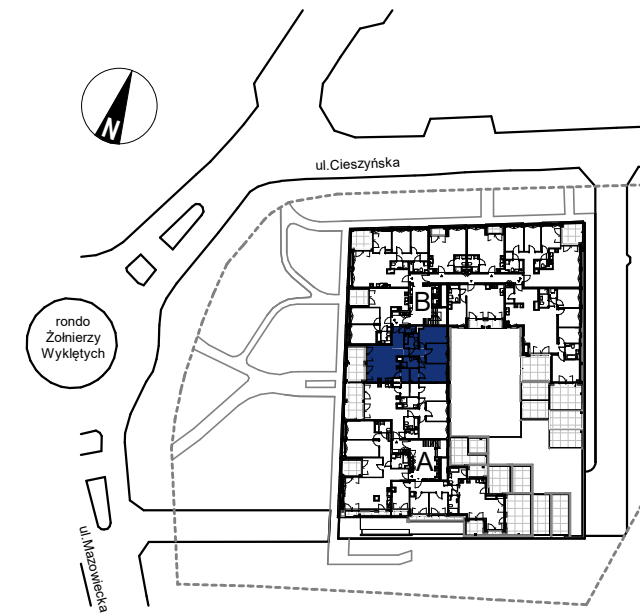 N
ul.Cieszyńska
B
rondo
Żołnierzy
Wyklętych
A
ul.Mazowiecka